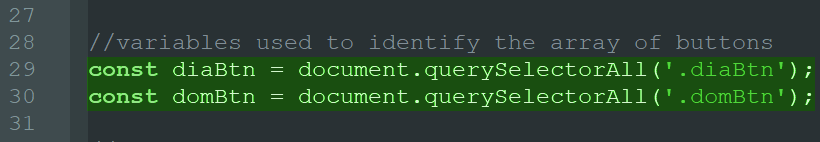 27
28 //variables used to identify the array of buttons
29 const diaBtn = document.querySelectorAll('.diaBtn');
30 const domBtn = document.querySelectorAll('.domBtn');
31